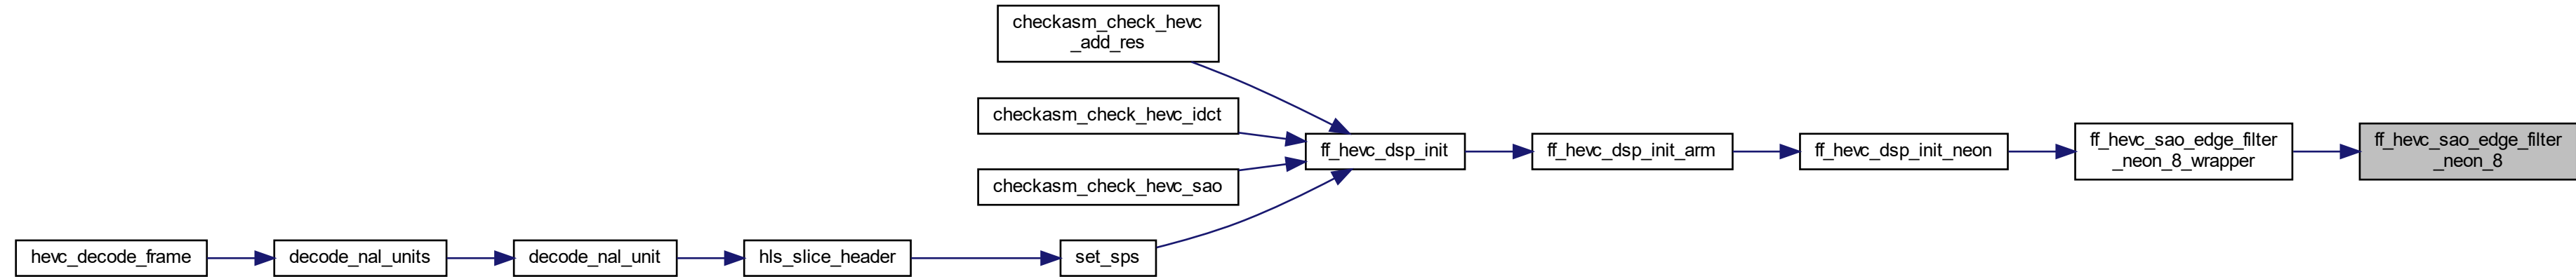 checkasm_check_hevc
_add_res
checkasm_check_hevc_idct
ff_hevc_dsp_init
ff_hevc_dsp_init_arm
ff_hevc_dsp_init_neon
ff_hevc_sao_edge_filter
_neon_8_wrapper
ff_hevc_sao_edge_filter
_neon_8
checkasm_check_hevc_sao
hevc_decode_frame
decode_nal_units
decode_nal_unit
hls_slice_header
set_sps